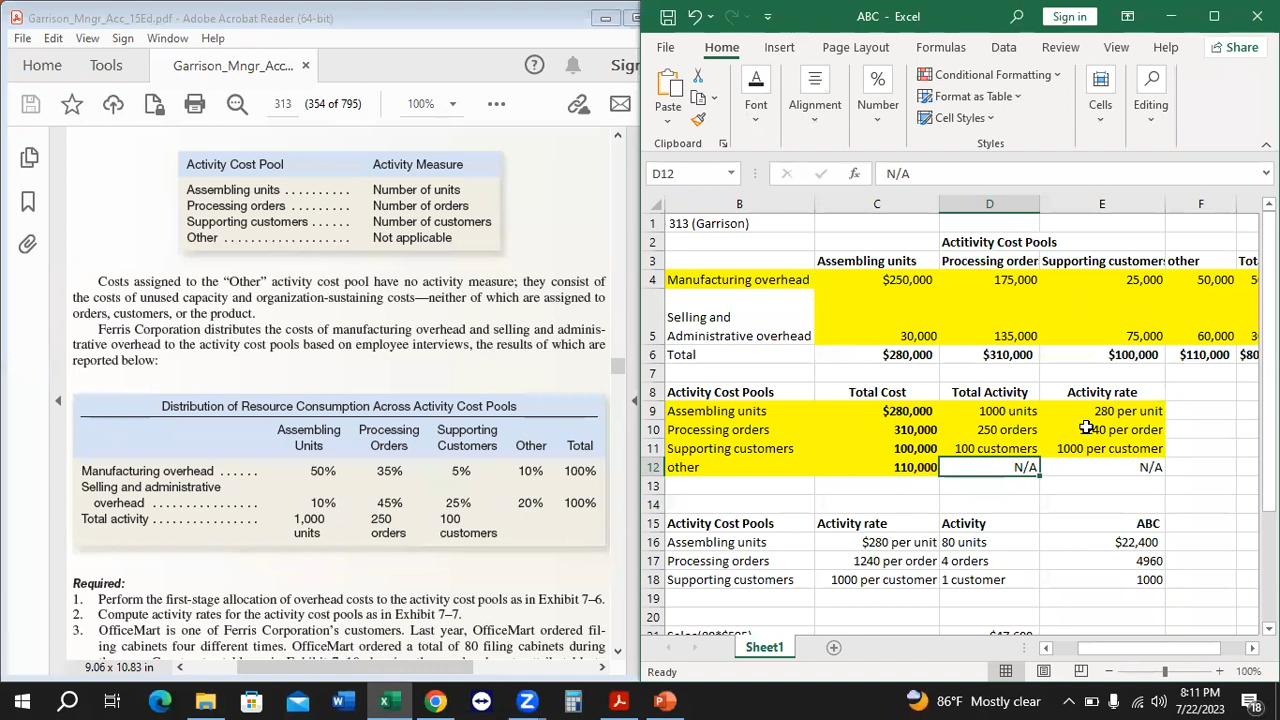 Garrison_Mngr_Acc_15Ed.pdf - Adobe Acrobat Reader (64-bit)
File Edit View Sign Window Help
Home Tools Garrison_Mngr_Acc... × Sign
313 (354 of 795) 100%
Activity Cost Pool Activity Measure
Assembling units . . . . . . . . . . Number of units
Processing orders . . . . . . . . Number of orders
Supporting customers . . . . . . Number of customers
Other . . . . . . . . . . . . . . . . . . . Not applicable
Costs assigned to the “Other” activity cost pool have no activity measure; they consist of
the costs of unused capacity and organization-sustaining costs—neither of which are assigned to
orders, customers, or the product.
Ferris Corporation distributes the costs of manufacturing overhead and selling and adminis-
trative overhead to the activity cost pools based on employee interviews, the results of which are
reported below:
Distribution of Resource Consumption Across Activity Cost Pools
Assembling Processing Supporting
Units Orders Customers Other Total
Manufacturing overhead . . . . . . . 50% 35% 5% 10% 100%
Selling and administrative
overhead . . . . . . . . . . . . . . . 10% 45% 25% 20% 100%
Total activity . . . . . . . . . . . . . . . 1,000 250 100
units orders customers
Required:
1. Perform the first-stage allocation of overhead costs to the activity cost pools as in Exhibit 7–6.
2. Compute activity rates for the activity cost pools as in Exhibit 7–7.
3. OfficeMart is one of Ferris Corporation’s customers. Last year, OfficeMart ordered fil-
ing cabinets four different times. OfficeMart ordered a total of 80 filing cabinets during
9.06 x 10.83 in
ABC - Excel Sign in
File Home Insert Page Layout Formulas Data Review View Help Share
Paste Font Alignment Number Conditional Formatting Format as Table Cell Styles Cells Editing
Clipboard Styles
D12 fx N/A
B C D E F
1 313 (Garrison)
2 Actitivity Cost Pools
3 Assembling units Processing order Supporting customers other Tot
4 Manufacturing overhead $250,000 175,000 25,000 50,000
Selling and
5 Administrative overhead 30,000 135,000 75,000 60,000
6 Total $280,000 $310,000 $100,000 $110,000 $80
7
8 Activity Cost Pools Total Cost Total Activity Activity rate
9 Assembling units $280,000 1000 units 280 per unit
10 Processing orders 310,000 250 orders 40 per order
11 Supporting customers 100,000 100 customers 1000 per customer
12 other 110,000 N/A N/A
13
14
15 Activity Cost Pools Activity rate Activity ABC
16 Assembling units $280 per unit 80 units $22,400
17 Processing orders 1240 per order 4 orders 4960
18 Supporting customers 1000 per customer 1 customer 1000
19
20
Sheet1
Ready 100%
86°F Mostly clear 8:11 PM
7/22/2023 18